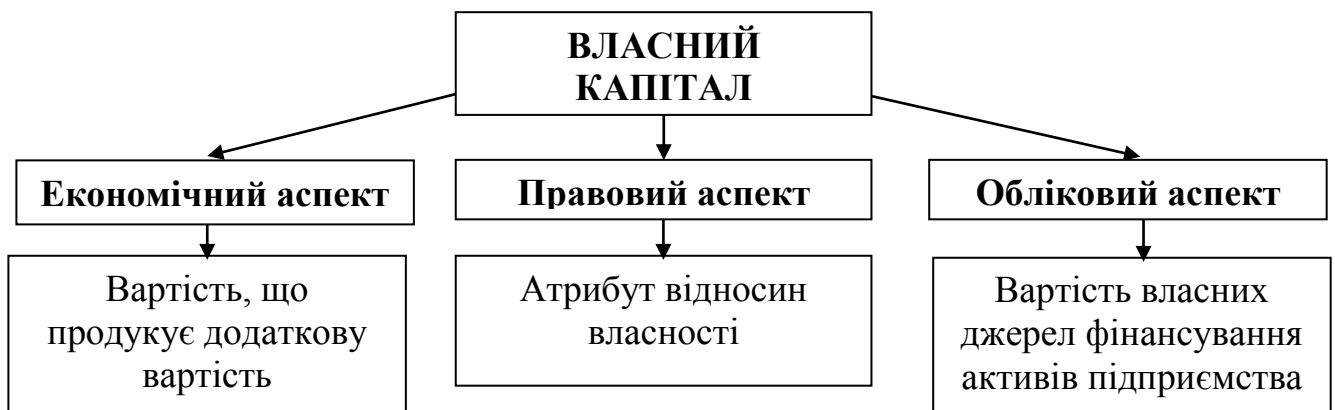 ВЛАСНИЙ
КАПІТАЛ
Економічний аспект
Правовий аспект
Обліковий аспект
Вартість, що
продукує додаткову
вартість
Атрибут відносин
власності
Вартість власних
джерел фінансування
активів підприємства